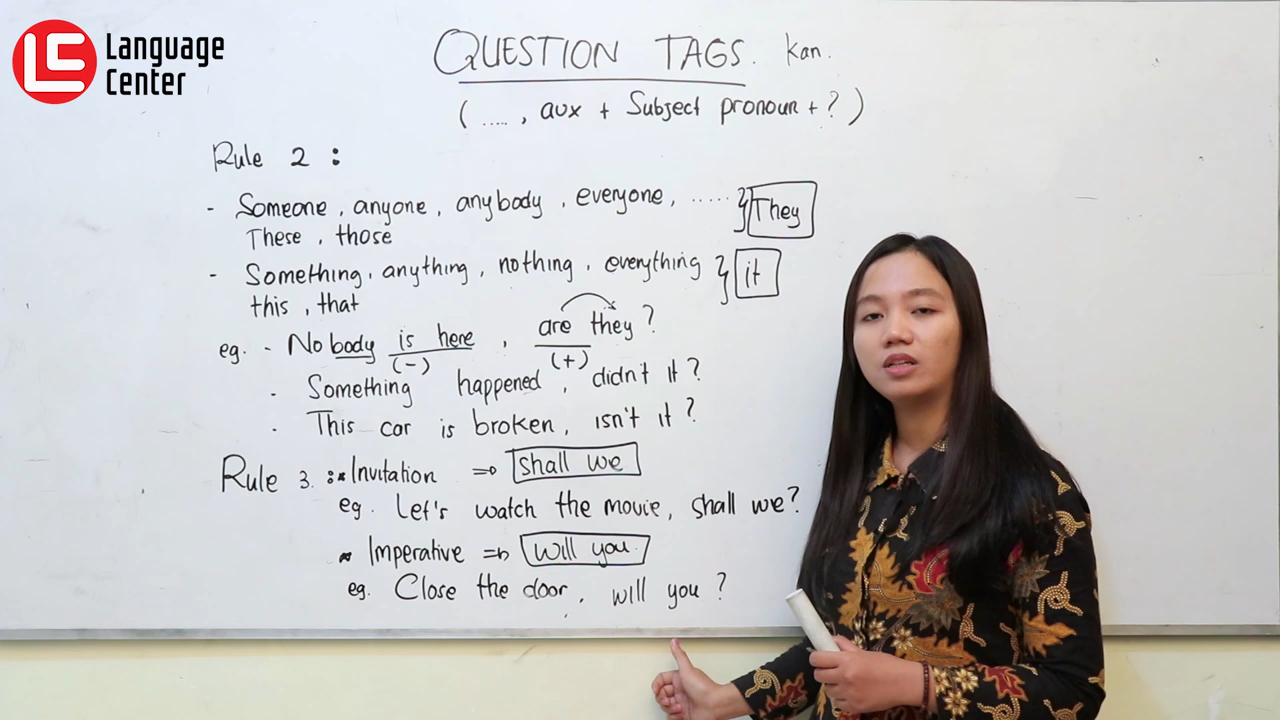 LC Language
Center
QUESTION TAGS. kan.
( ....., aux + Subject pronoun + ? )
Rule 2 :
- Someone, anyone, anybody, everyone, ...... } They
These, those
- Something, anything, nothing, everything } it
this, that
eg. - Nobody is here, are they?
(-) (+)
- Something happened, didn't it?
- This car is broken, isn't it?
Rule 3 : * Invitation => shall we
eg. Let's watch the movie, shall we?
* Imperative => will you.
eg. Close the door, will you?